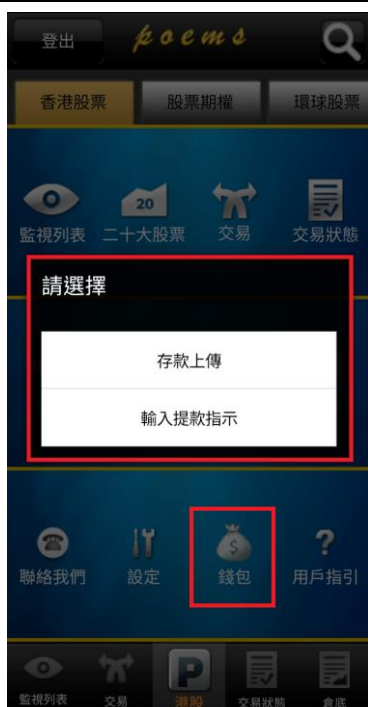 登出 poems
香港股票 股票期權 環球股票
20
監視列表 二十大股票 交易 交易狀態
請選擇
存款上傳
輸入提款指示
$
聯絡我們 設定 錢包 用戶指引
P
監視列表 交易 港股 交易狀態 倉底